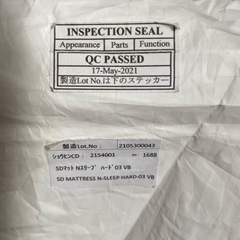 INSPECTION SEAL
Appearance Parts Function
QC PASSED
17-May-2021
製造Lot No.は下のステッカー
製造Lot.No: 2105300043
ショウヒンCD: 2154001 ← 1688
SDマット Nスリープ ハード03 VB
SD MATTRESS N-SLEEP HARD-03 VB